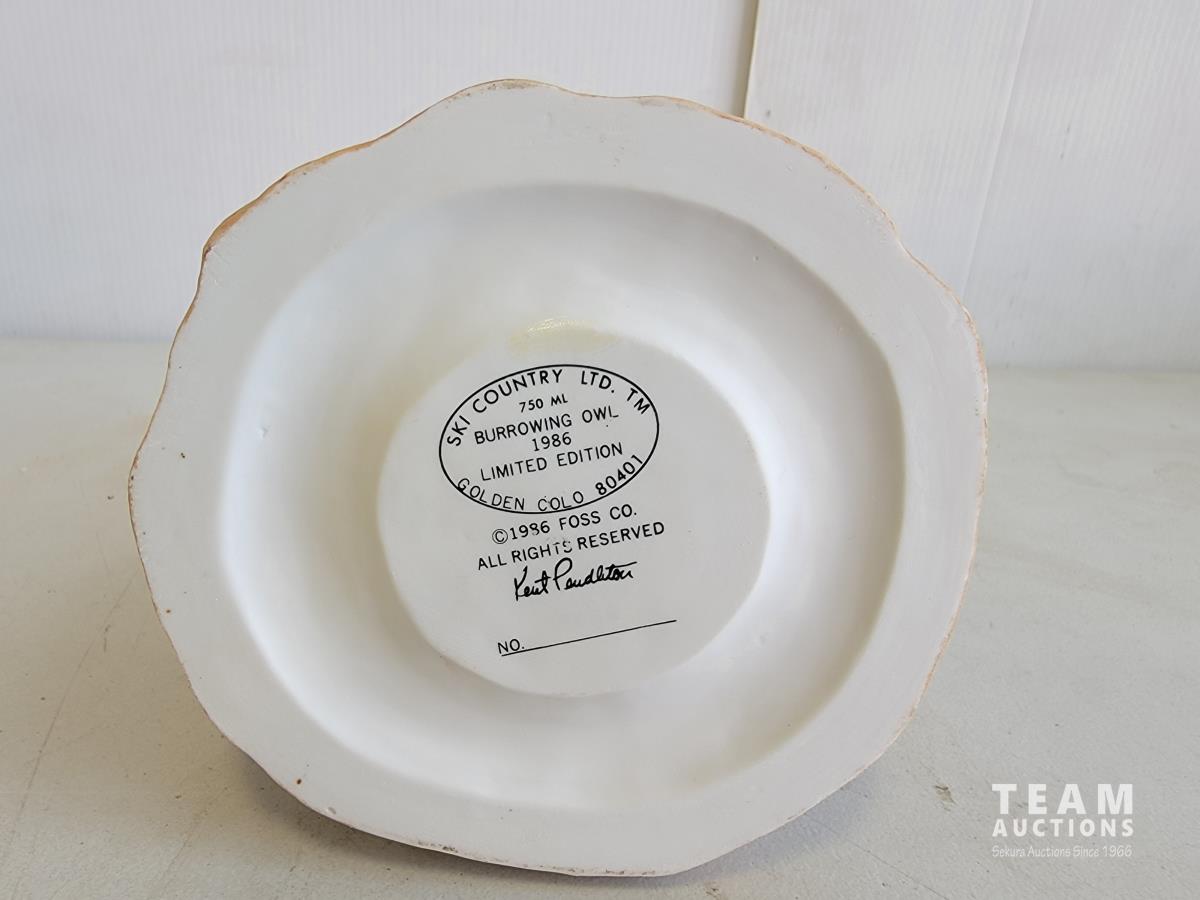 SKI COUNTRY LTD. TM
750 ML
BURROWING OWL
1986
LIMITED EDITION
GOLDEN COLO 80401
©1986 FOSS CO.
ALL RIGHTS RESERVED
Kent Pendleton
NO.
TEAM
AUCTIONS
Sekura Auctions Since 1966